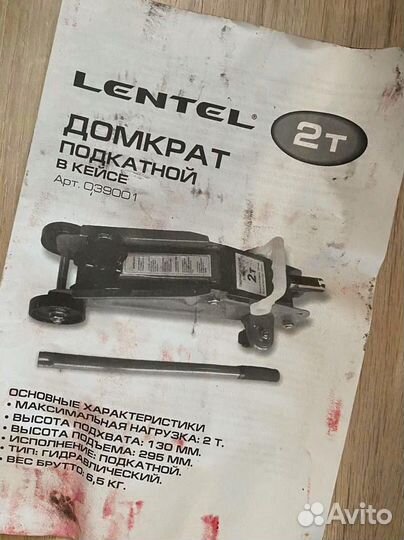 LENTEL®
2Т
ДОМКРАТ
ПОДКАТНОЙ
В КЕЙСЕ
Арт. 039001
2Т
ОСНОВНЫЕ ХАРАКТЕРИСТИКИ
• МАКСИМАЛЬНАЯ НАГРУЗКА: 2 Т.
• ВЫСОТА ПОДХВАТА: 130 ММ.
• ВЫСОТА ПОДЪЕМА: 295 ММ.
• ИСПОЛНЕНИЕ: ПОДКАТНОЙ.
• ТИП: ГИДРАВЛИЧЕСКИЙ.
• ВЕС БРУТТО: 6,5 КГ.
Avito